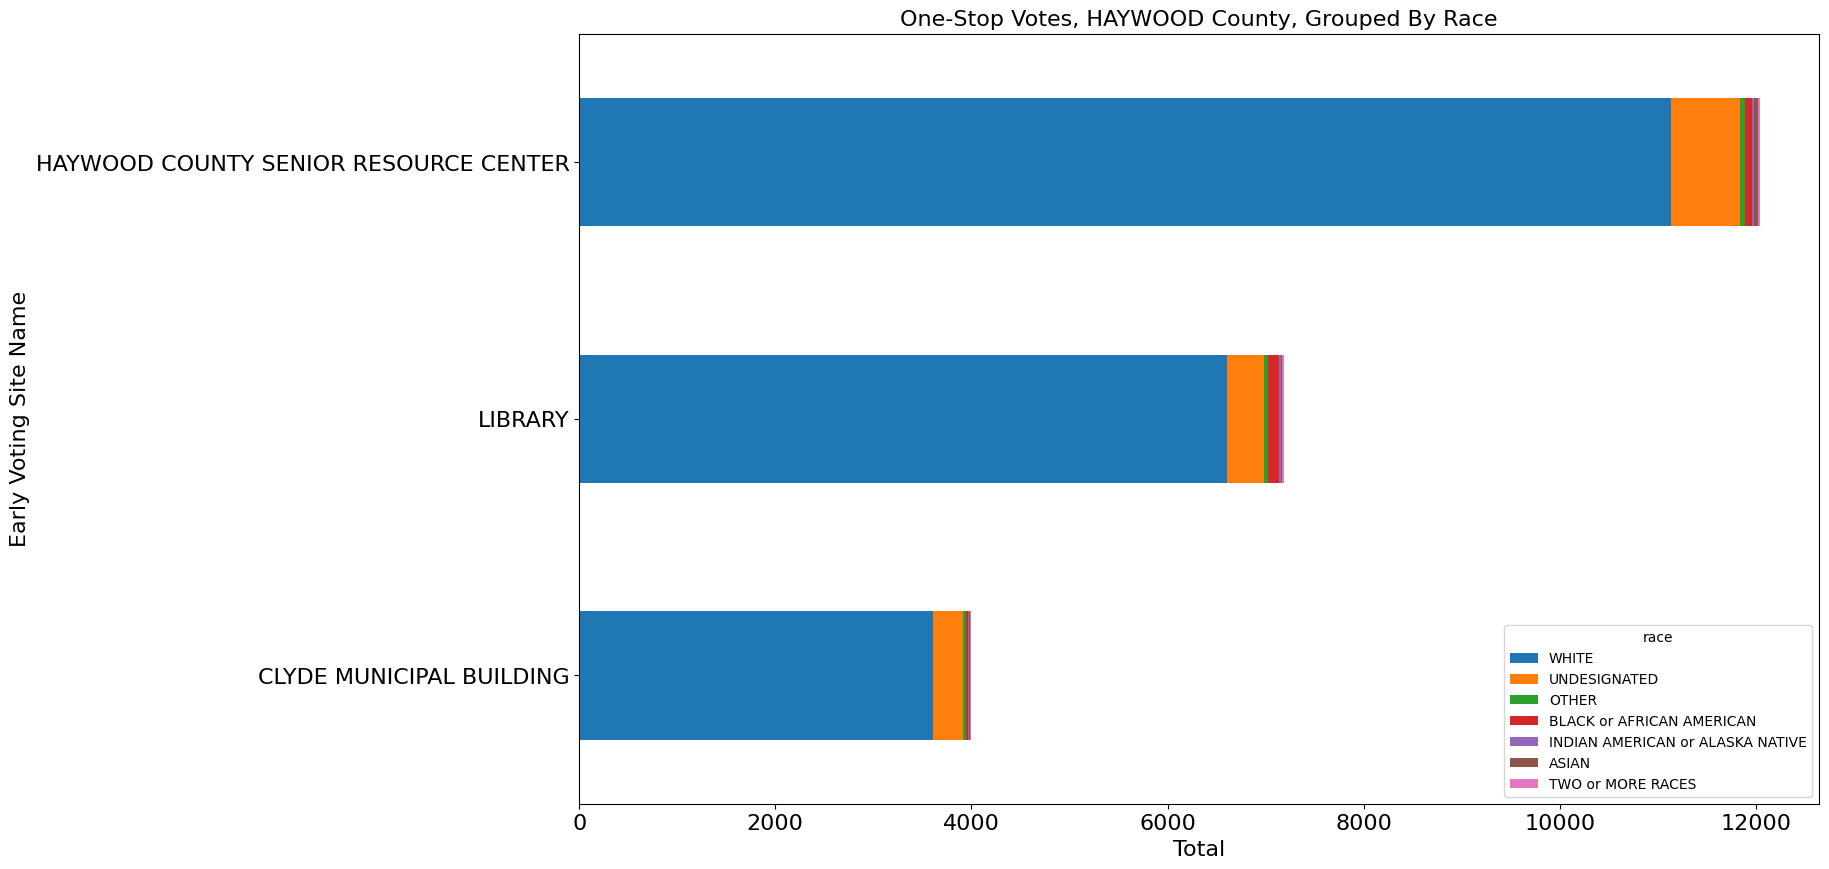 One-Stop Votes, HAYWOOD County, Grouped By Race
Early Voting Site Name
HAYWOOD COUNTY SENIOR RESOURCE CENTER
LIBRARY
CLYDE MUNICIPAL BUILDING
race
WHITE
UNDESIGNATED
OTHER
BLACK or AFRICAN AMERICAN
INDIAN AMERICAN or ALASKA NATIVE
ASIAN
TWO or MORE RACES
0 2000 4000 6000 8000 10000 12000
Total